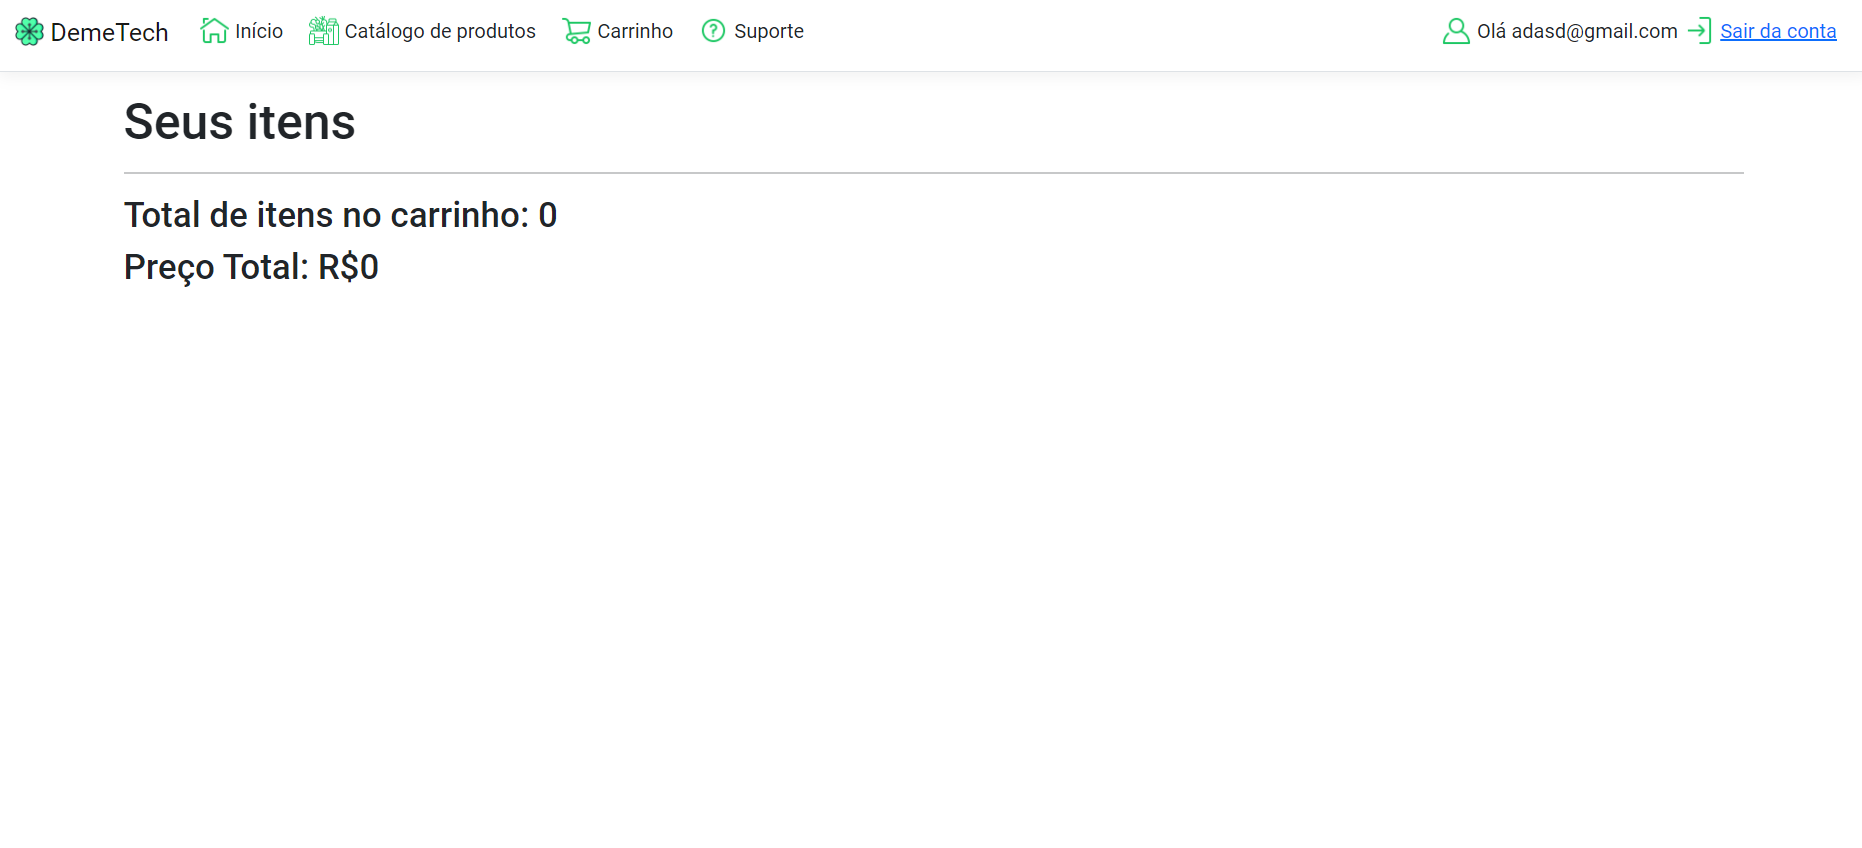 DemeTech Início Catálogo de produtos Carrinho ? Suporte Olá adasd@gmail.com Sair da conta
Seus itens
Total de itens no carrinho: 0
Preço Total: R$0